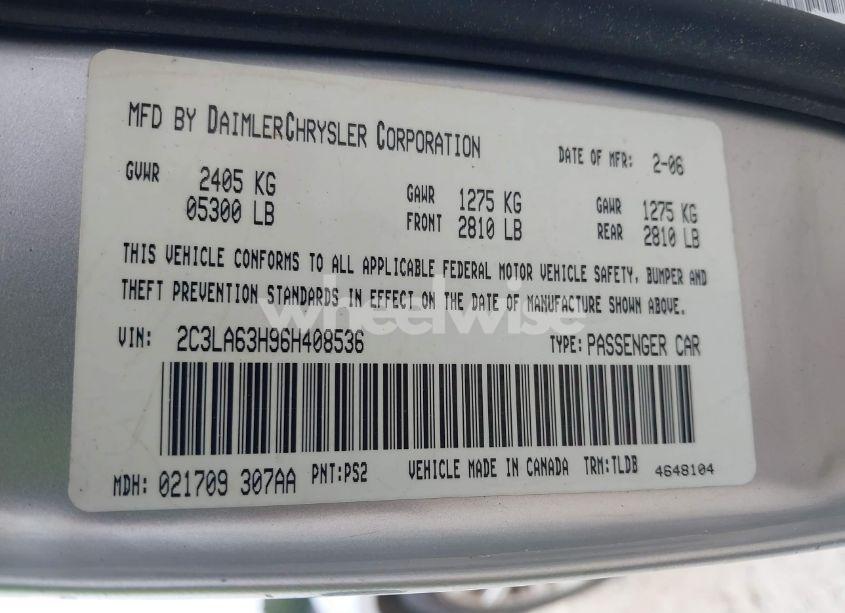 MFD BY DAIMLERCHRYSLER CORPORATION
DATE OF MFR: 2-06
GVWR 2405 KG
05300 LB
GAWR 1275 KG
FRONT 2810 LB
GAWR 1275 KG
REAR 2810 LB
THIS VEHICLE CONFORMS TO ALL APPLICABLE FEDERAL MOTOR VEHICLE SAFETY, BUMPER AND
THEFT PREVENTION STANDARDS IN EFFECT ON THE DATE OF MANUFACTURE SHOWN ABOVE.
wheelwise
VIN: 2C3LA63H96H408536 TYPE: PASSENGER CAR
MDH: 021709 307AA PNT:PS2 VEHICLE MADE IN CANADA TRM:TLDB 4648104